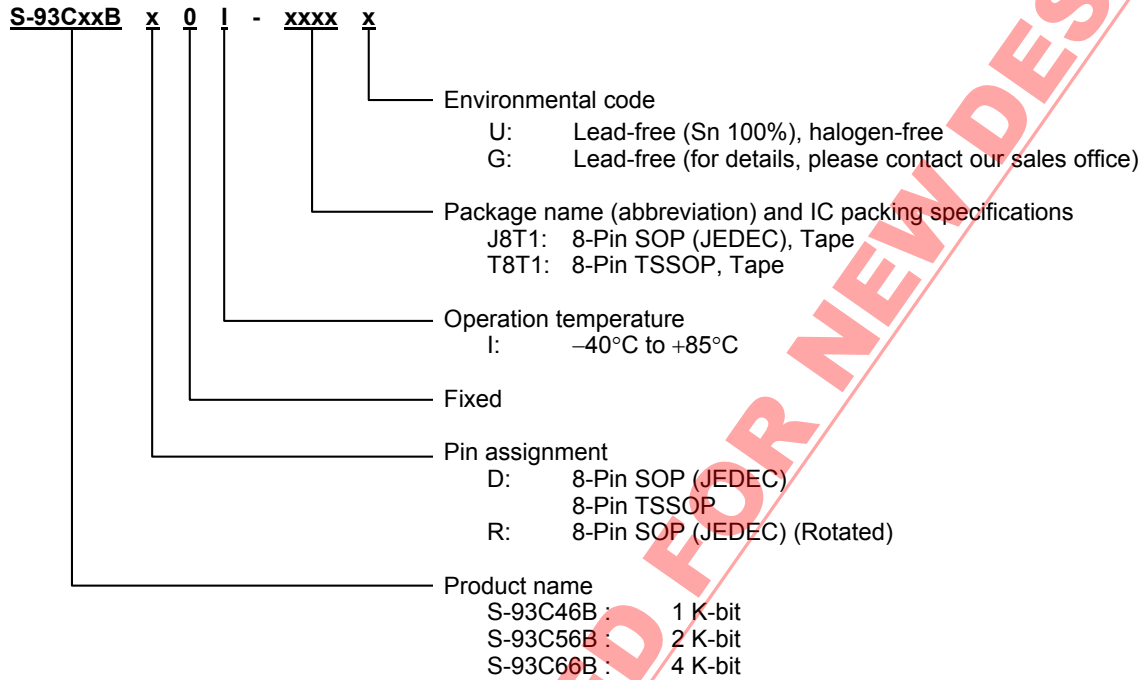 S-93CxxB x 0 I - xxxx x
Environmental code
U: Lead-free (Sn 100%), halogen-free
G: Lead-free (for details, please contact our sales office)
Package name (abbreviation) and IC packing specifications
J8T1: 8-Pin SOP (JEDEC), Tape
T8T1: 8-Pin TSSOP, Tape
Operation temperature
I: −40°C to +85°C
Fixed
Pin assignment
D: 8-Pin SOP (JEDEC)
8-Pin TSSOP
R: 8-Pin SOP (JEDEC) (Rotated)
Product name
S-93C46B : 1 K-bit
S-93C56B : 2 K-bit
S-93C66B : 4 K-bit
FOR NEW DES